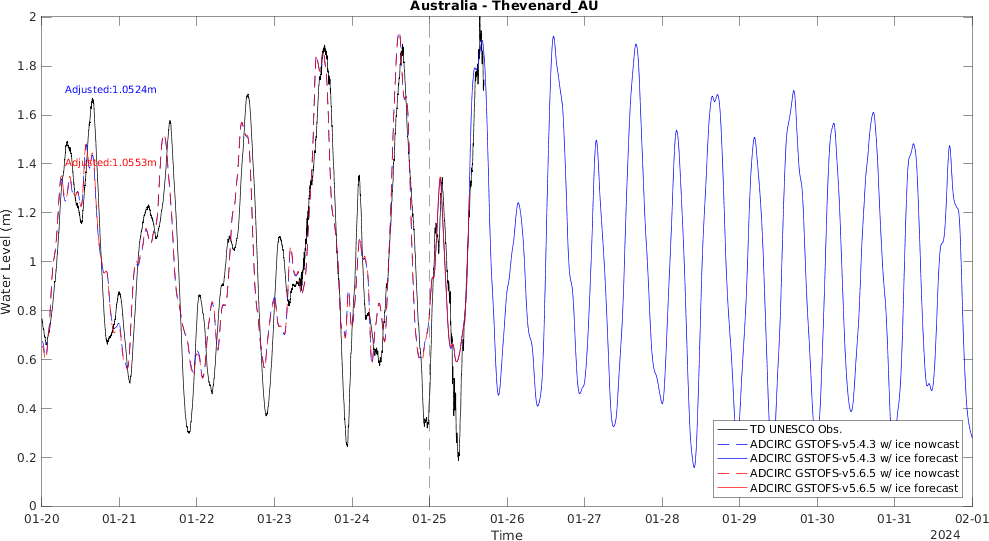 Australia - Thevenard_AU
Water Level (m)
2
1.8
1.6
1.4
1.2
1
0.8
0.6
0.4
0.2
0
Adjusted:1.0524m
Adjusted:1.0553m
TD UNESCO Obs.
ADCIRC GSTOFS-v5.4.3 w/ ice nowcast
ADCIRC GSTOFS-v5.4.3 w/ ice forecast
ADCIRC GSTOFS-v5.6.5 w/ ice nowcast
ADCIRC GSTOFS-v5.6.5 w/ ice forecast
01-20 01-21 01-22 01-23 01-24 01-25 01-26 01-27 01-28 01-29 01-30 01-31 02-01
Time
2024